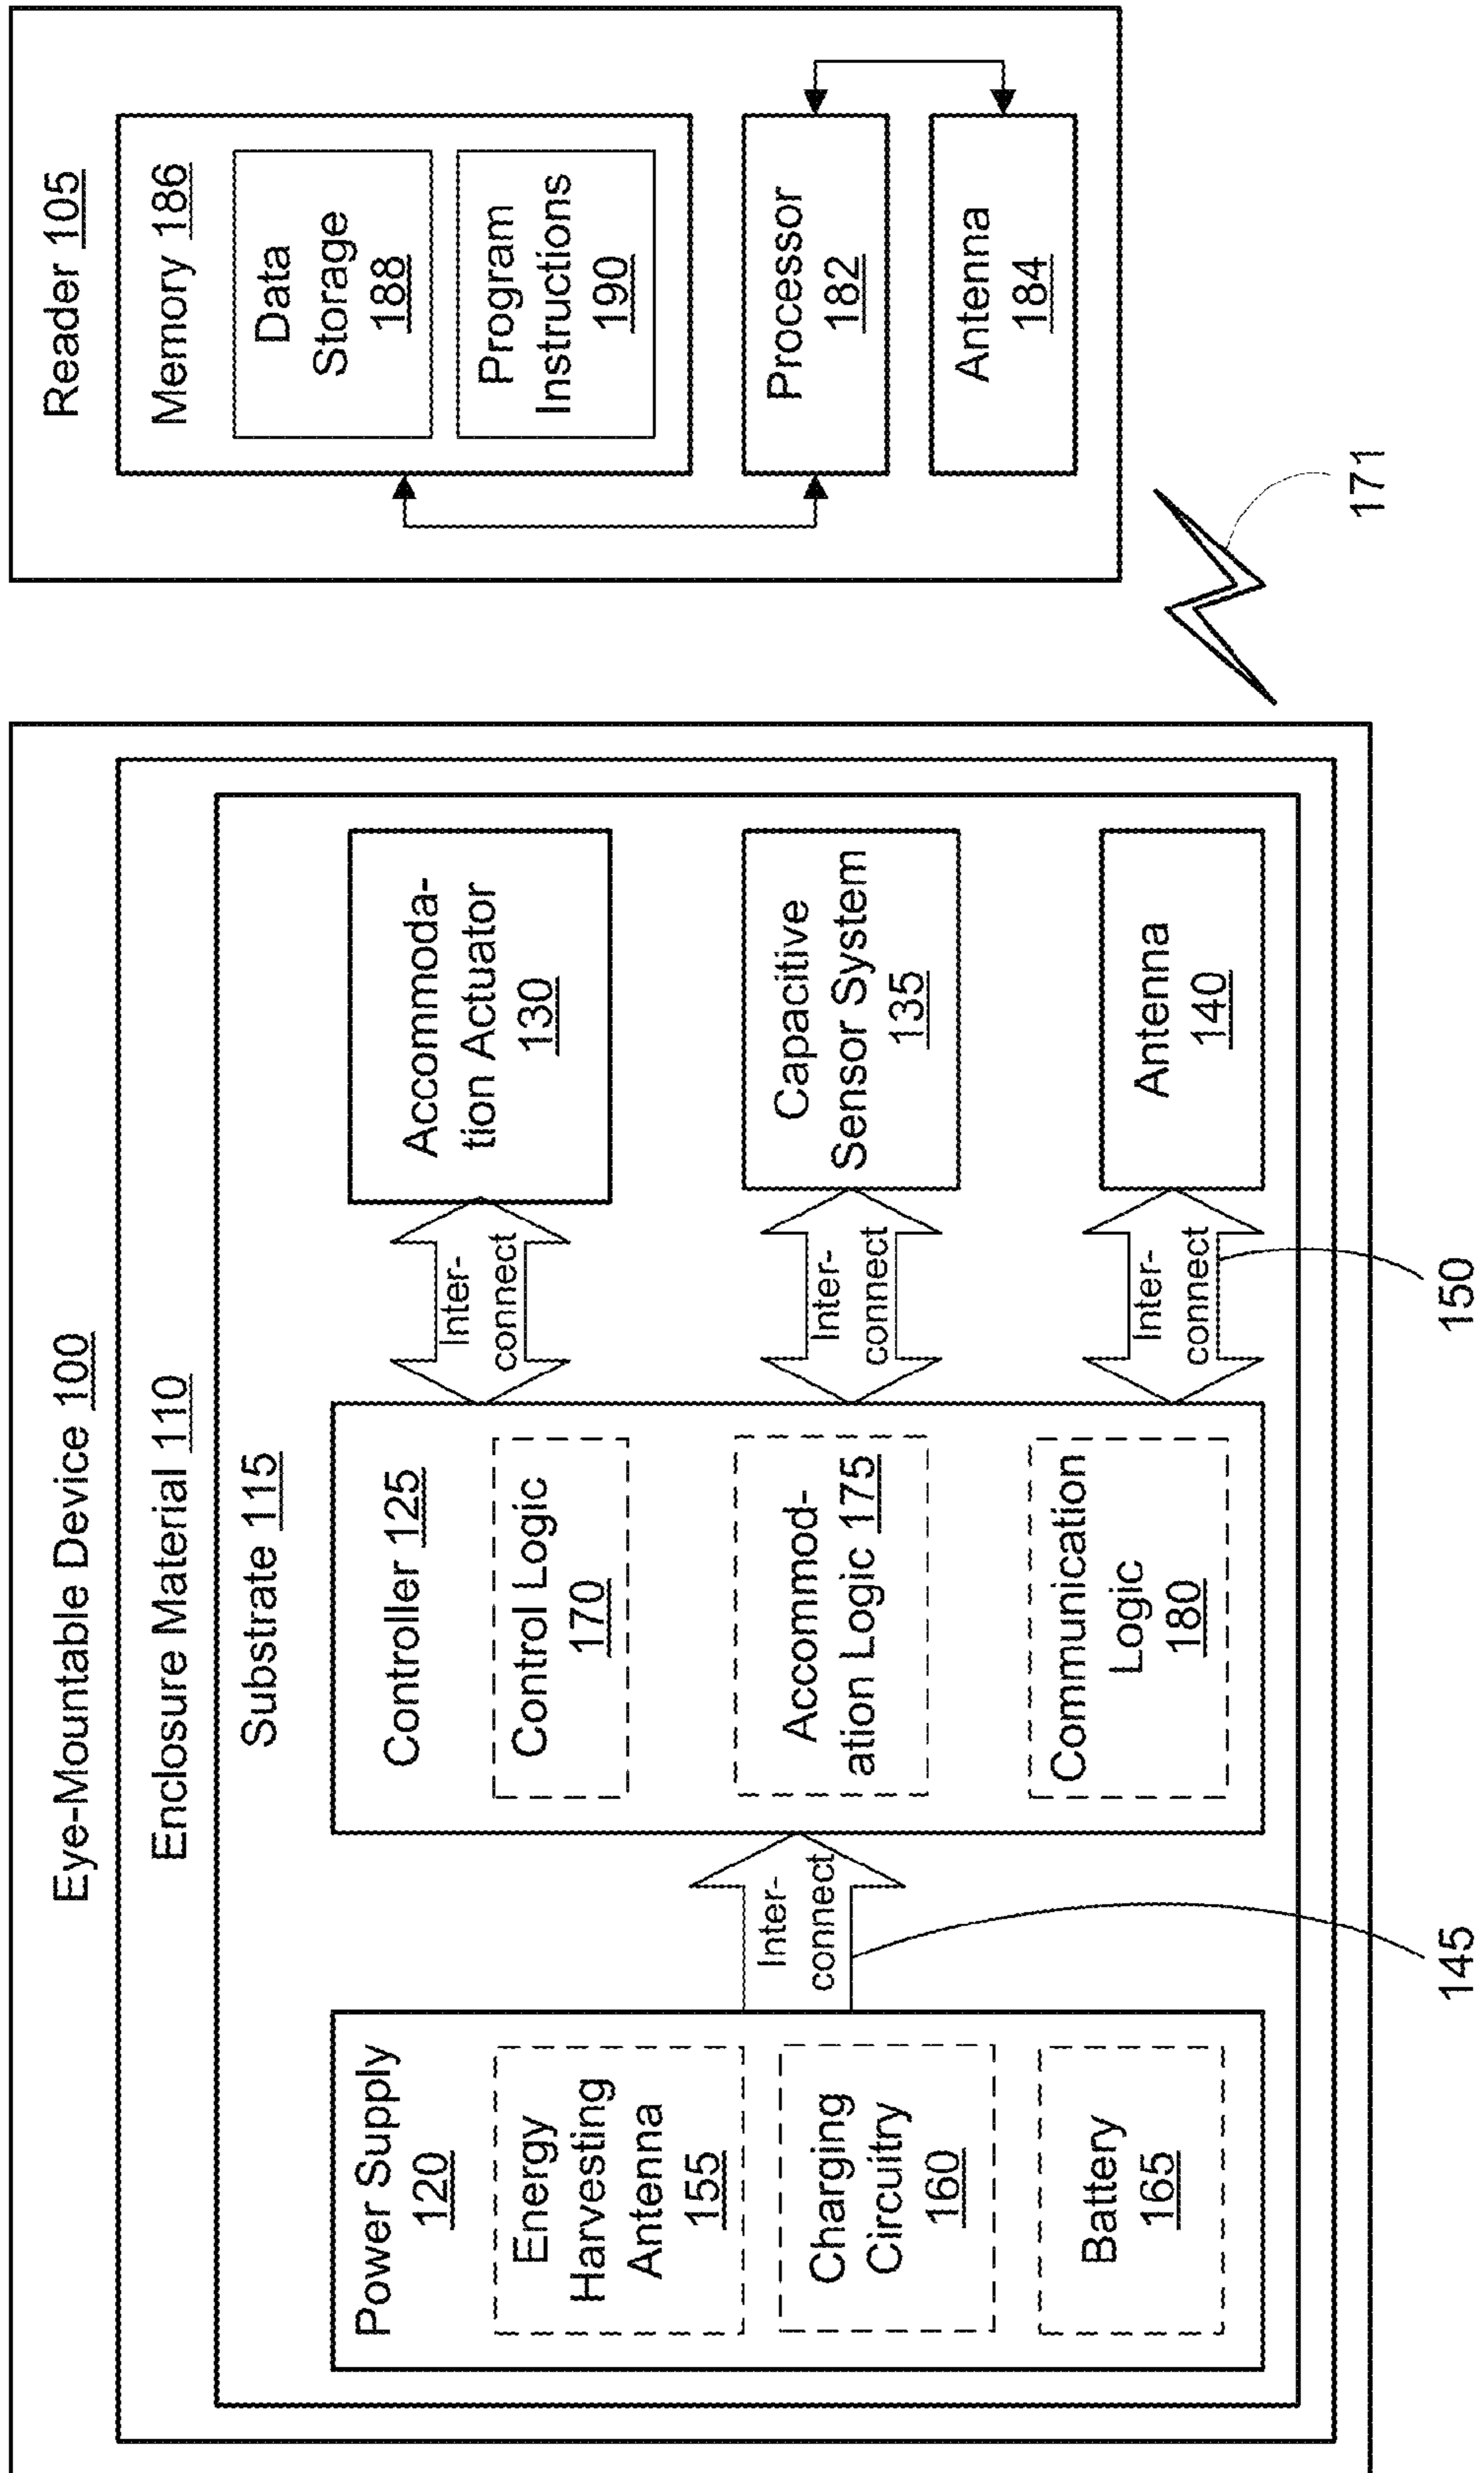 Eye-Mountable Device 100
Enclosure Material 110
Substrate 115
Power Supply
120
Energy
Harvesting
Antenna
155
Charging
Circuitry
160
Battery
165
Inter-
connect
145
Controller 125
Control Logic
170
Accommod-
ation Logic 175
Communication
Logic
180
Inter-
connect
Inter-
connect
Inter-
connect
150
Accommoda-
tion Actuator
130
Capacitive
Sensor System
135
Antenna
140
171
Reader 105
Memory 186
Data
Storage
188
Program
Instructions
190
Processor
182
Antenna
184